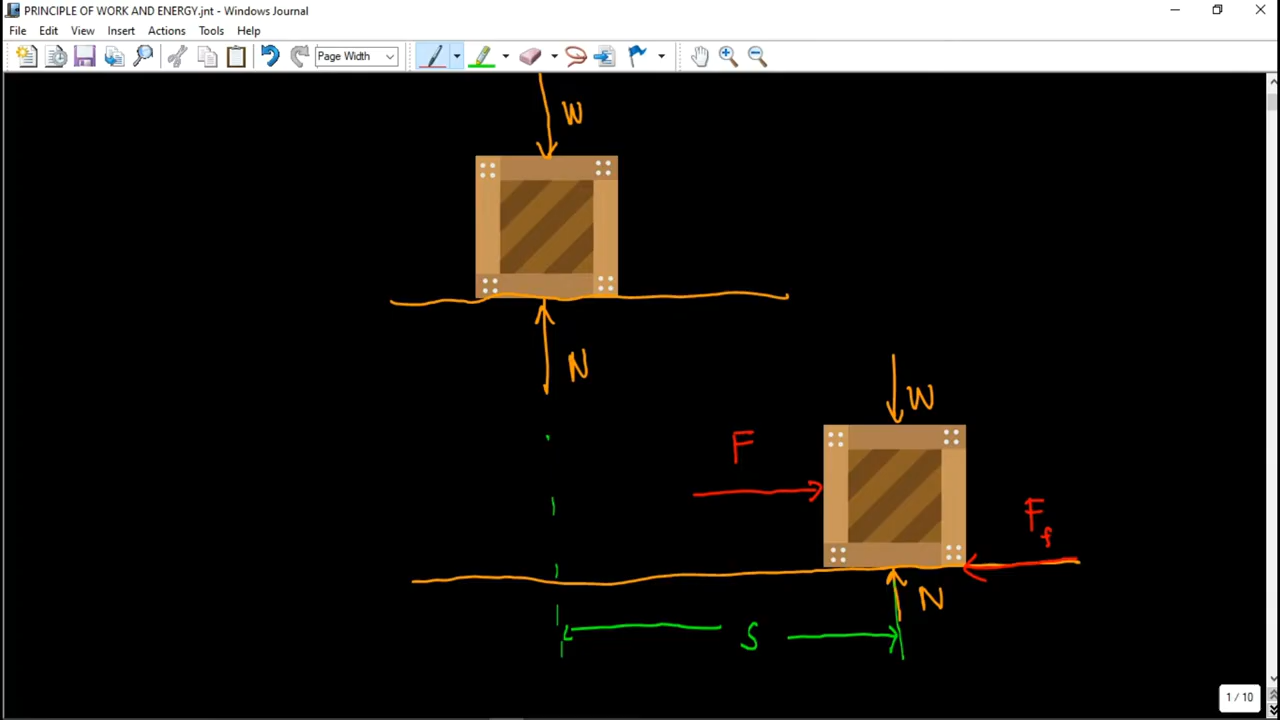 PRINCIPLE OF WORK AND ENERGY.jnt - Windows Journal
File Edit View Insert Actions Tools Help
Page Width
W
N
W
F
F_f
N
S
1 / 10